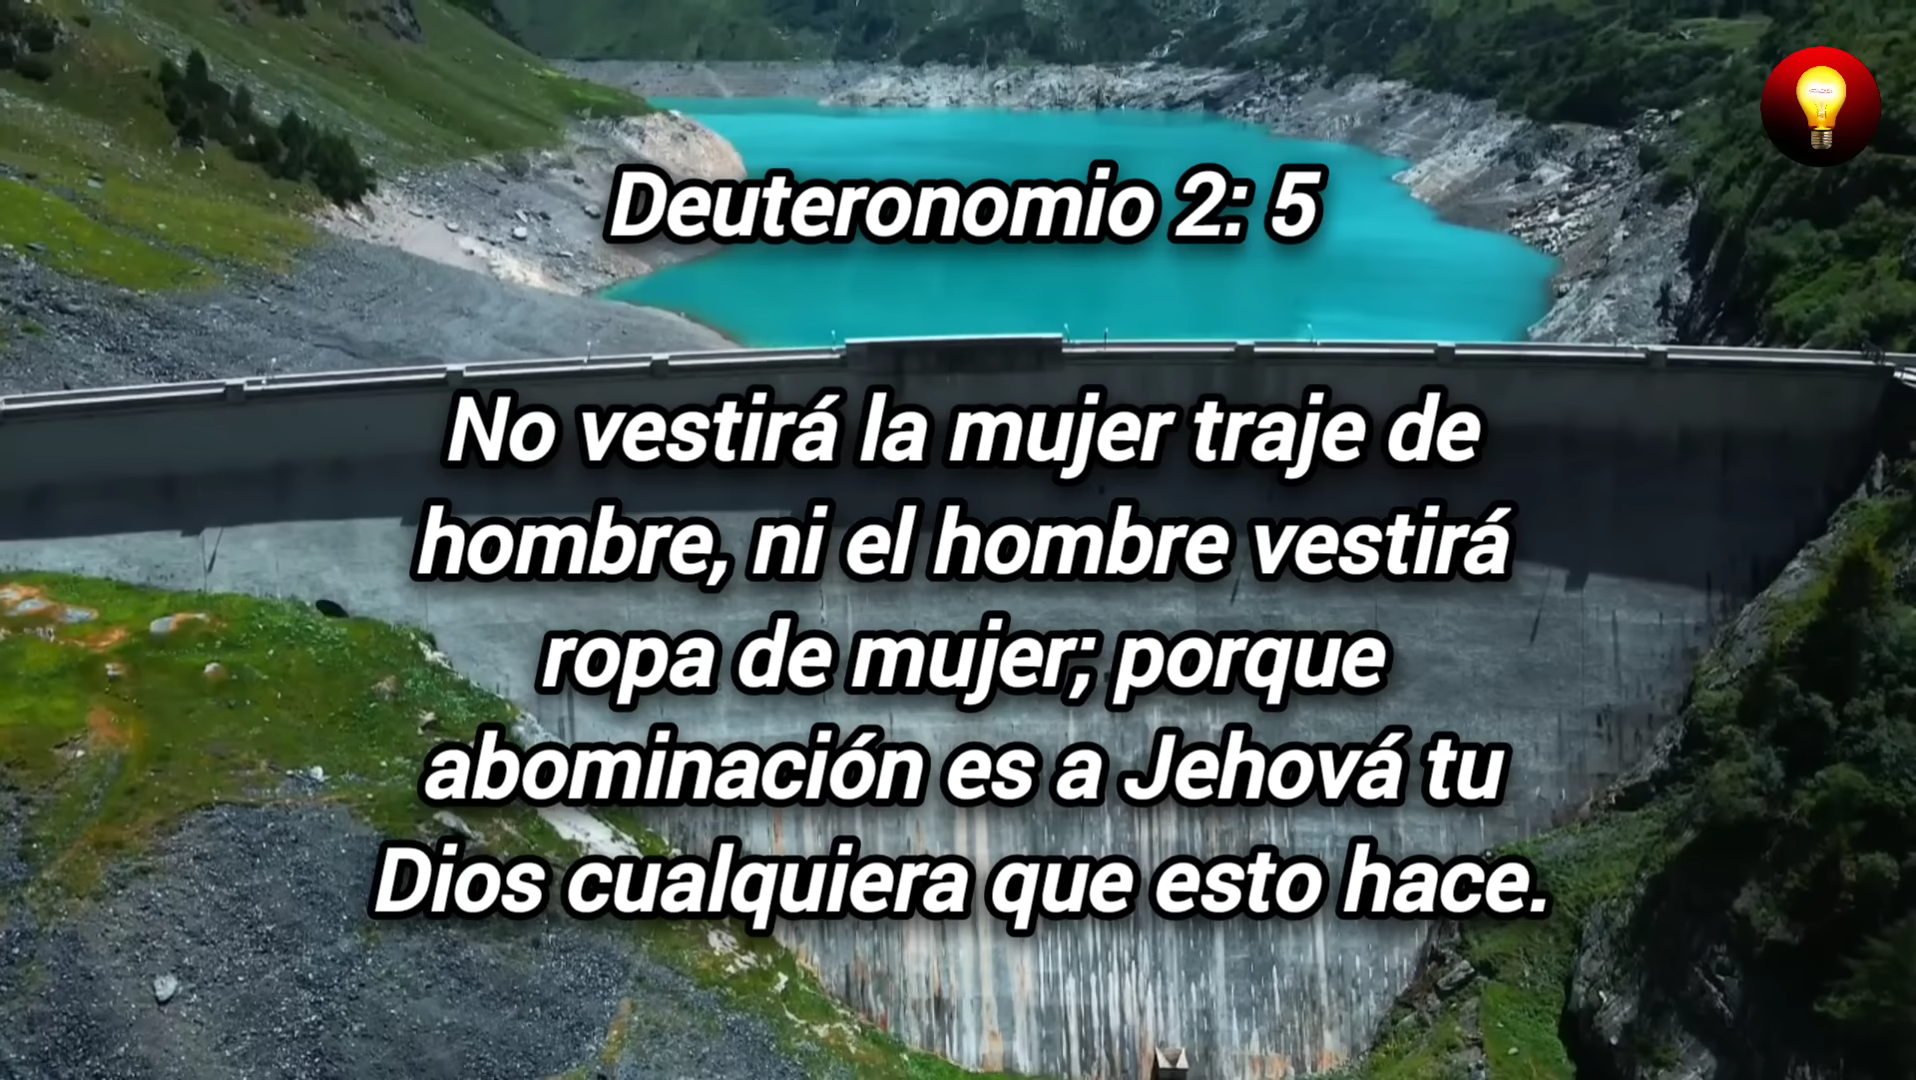 Deuteronomio 2: 5
No vestirá la mujer traje de
hombre, ni el hombre vestirá
ropa de mujer; porque
abominación es a Jehová tu
Dios cualquiera que esto hace.